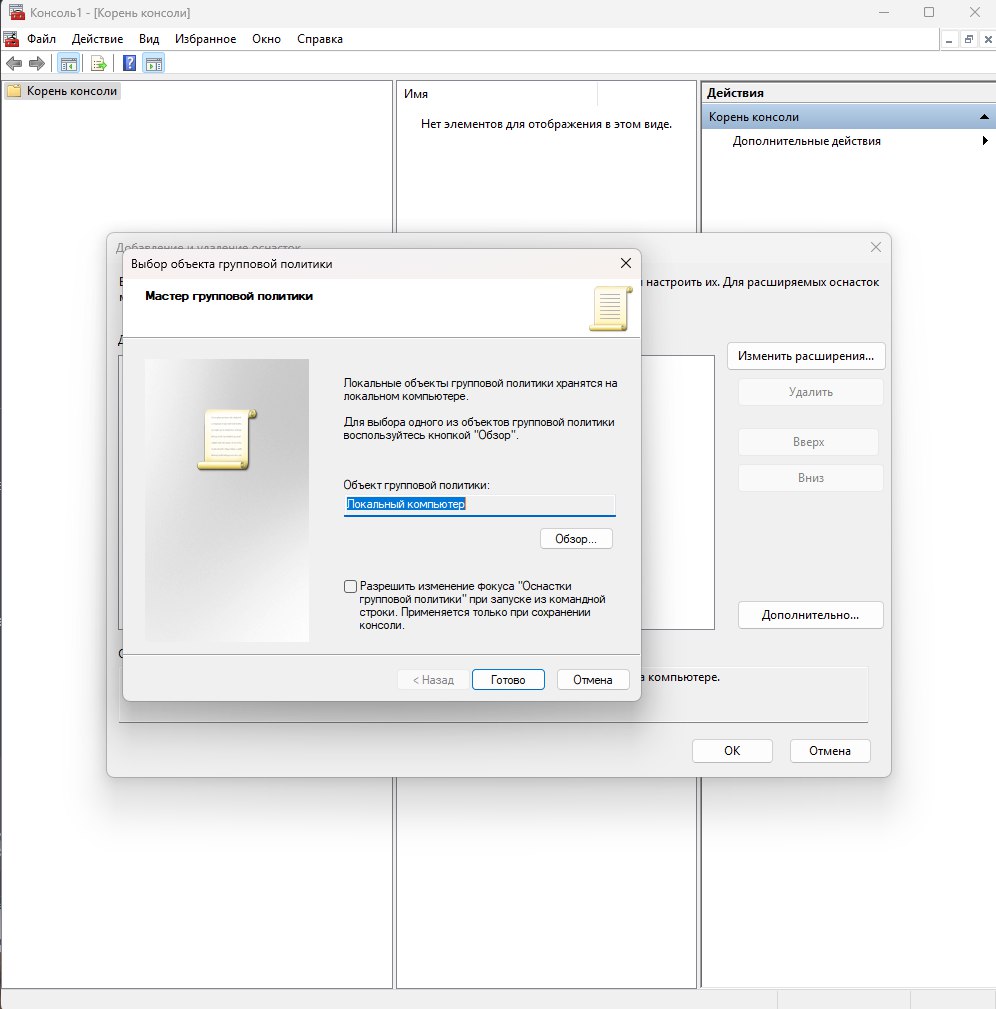 Консоль1 - [Корень консоли]
Файл Действие Вид Избранное Окно Справка
Корень консоли
Имя
Нет элементов для отображения в этом виде.
Действия
Корень консоли
Дополнительные действия
Добавление и удаление оснасток
Выбор объекта групповой политики
настроить их. Для расширяемых оснасток
Мастер групповой политики
Локальные объекты групповой политики хранятся на
локальном компьютере.
Для выбора одного из объектов групповой политики
воспользуйтесь кнопкой "Обзор".
Объект групповой политики:
Локальный компьютер
Обзор...
Разрешить изменение фокуса "Оснастки
групповой политики" при запуске из командной
строки. Применяется только при сохранении
консоли.
< Назад Готово Отмена
Изменить расширения...
Удалить
Вверх
Вниз
Дополнительно...
компьютере.
ОК Отмена